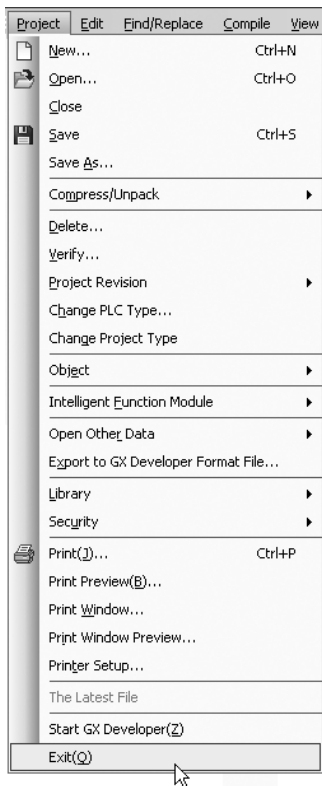 Project Edit Find/Replace Compile View
New... Ctrl+N
Open... Ctrl+O
Close
Save Ctrl+S
Save As...
Compress/Unpack
Delete...
Verify...
Project Revision
Change PLC Type...
Change Project Type
Object
Intelligent Function Module
Open Other Data
Export to GX Developer Format File...
Library
Security
Print(J)... Ctrl+P
Print Preview(B)...
Print Window...
Print Window Preview...
Printer Setup...
The Latest File
Start GX Developer(Z)
Exit(Q)